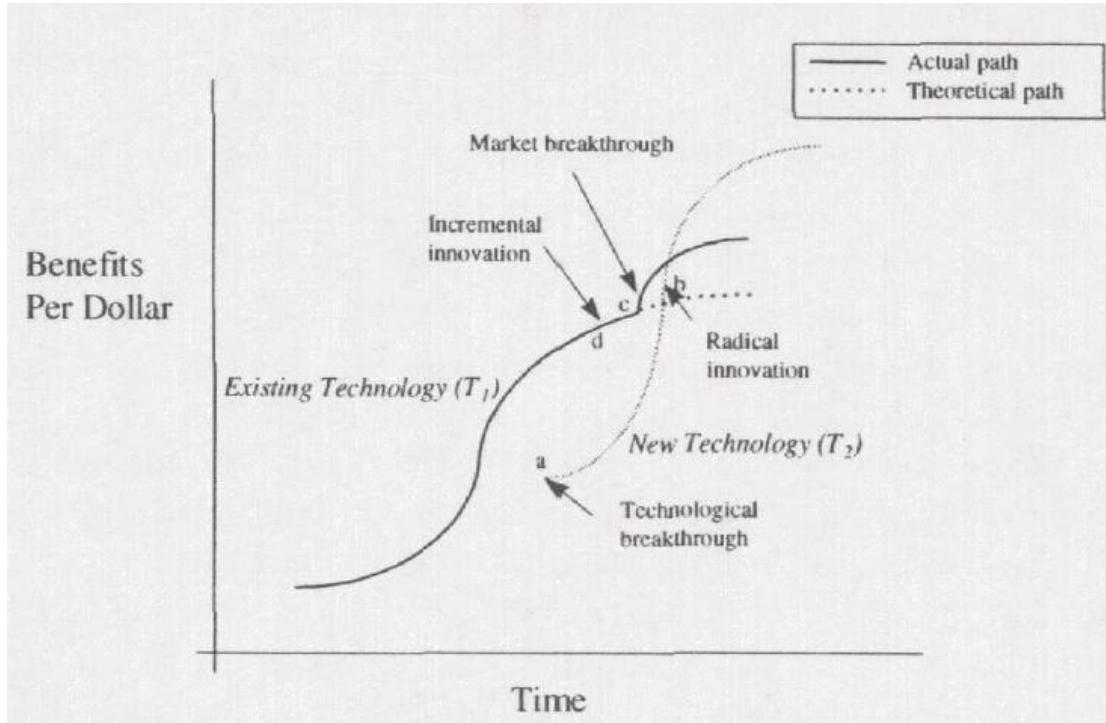 Actual path
Theoretical path
Market breakthrough
Incremental
innovation
Benefits
Per Dollar
b
c
d
Radical
innovation
Existing Technology (T1)
New Technology (T2)
a
Technological
breakthrough
Time